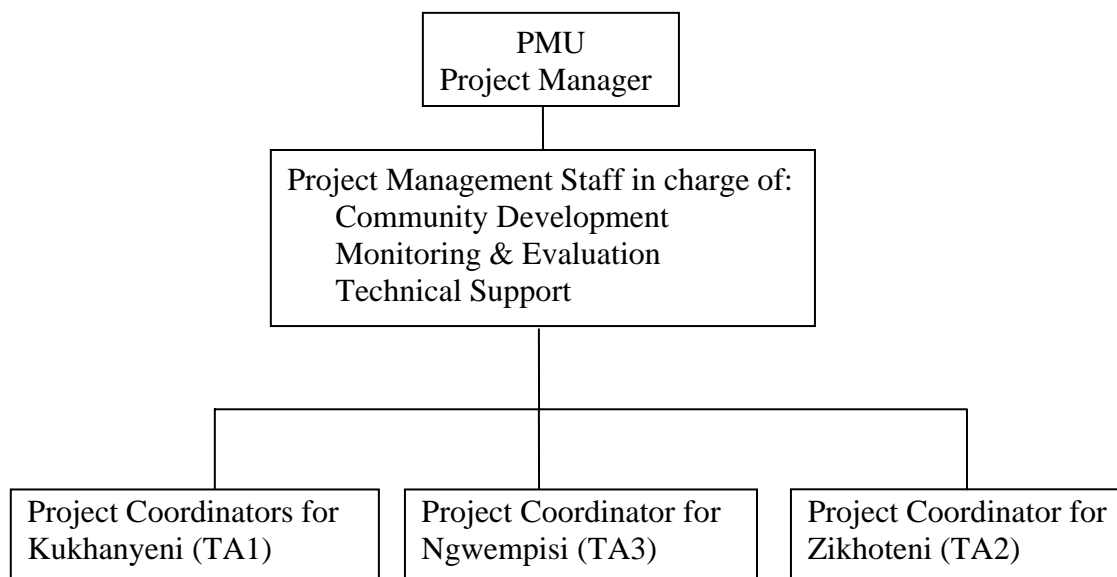 PMU
Project Manager
Project Management Staff in charge of:
Community Development
Monitoring & Evaluation
Technical Support
Project Coordinators for
Kukhanyeni (TA1)
Project Coordinator for
Ngwempisi (TA3)
Project Coordinator for
Zikhoteni (TA2)